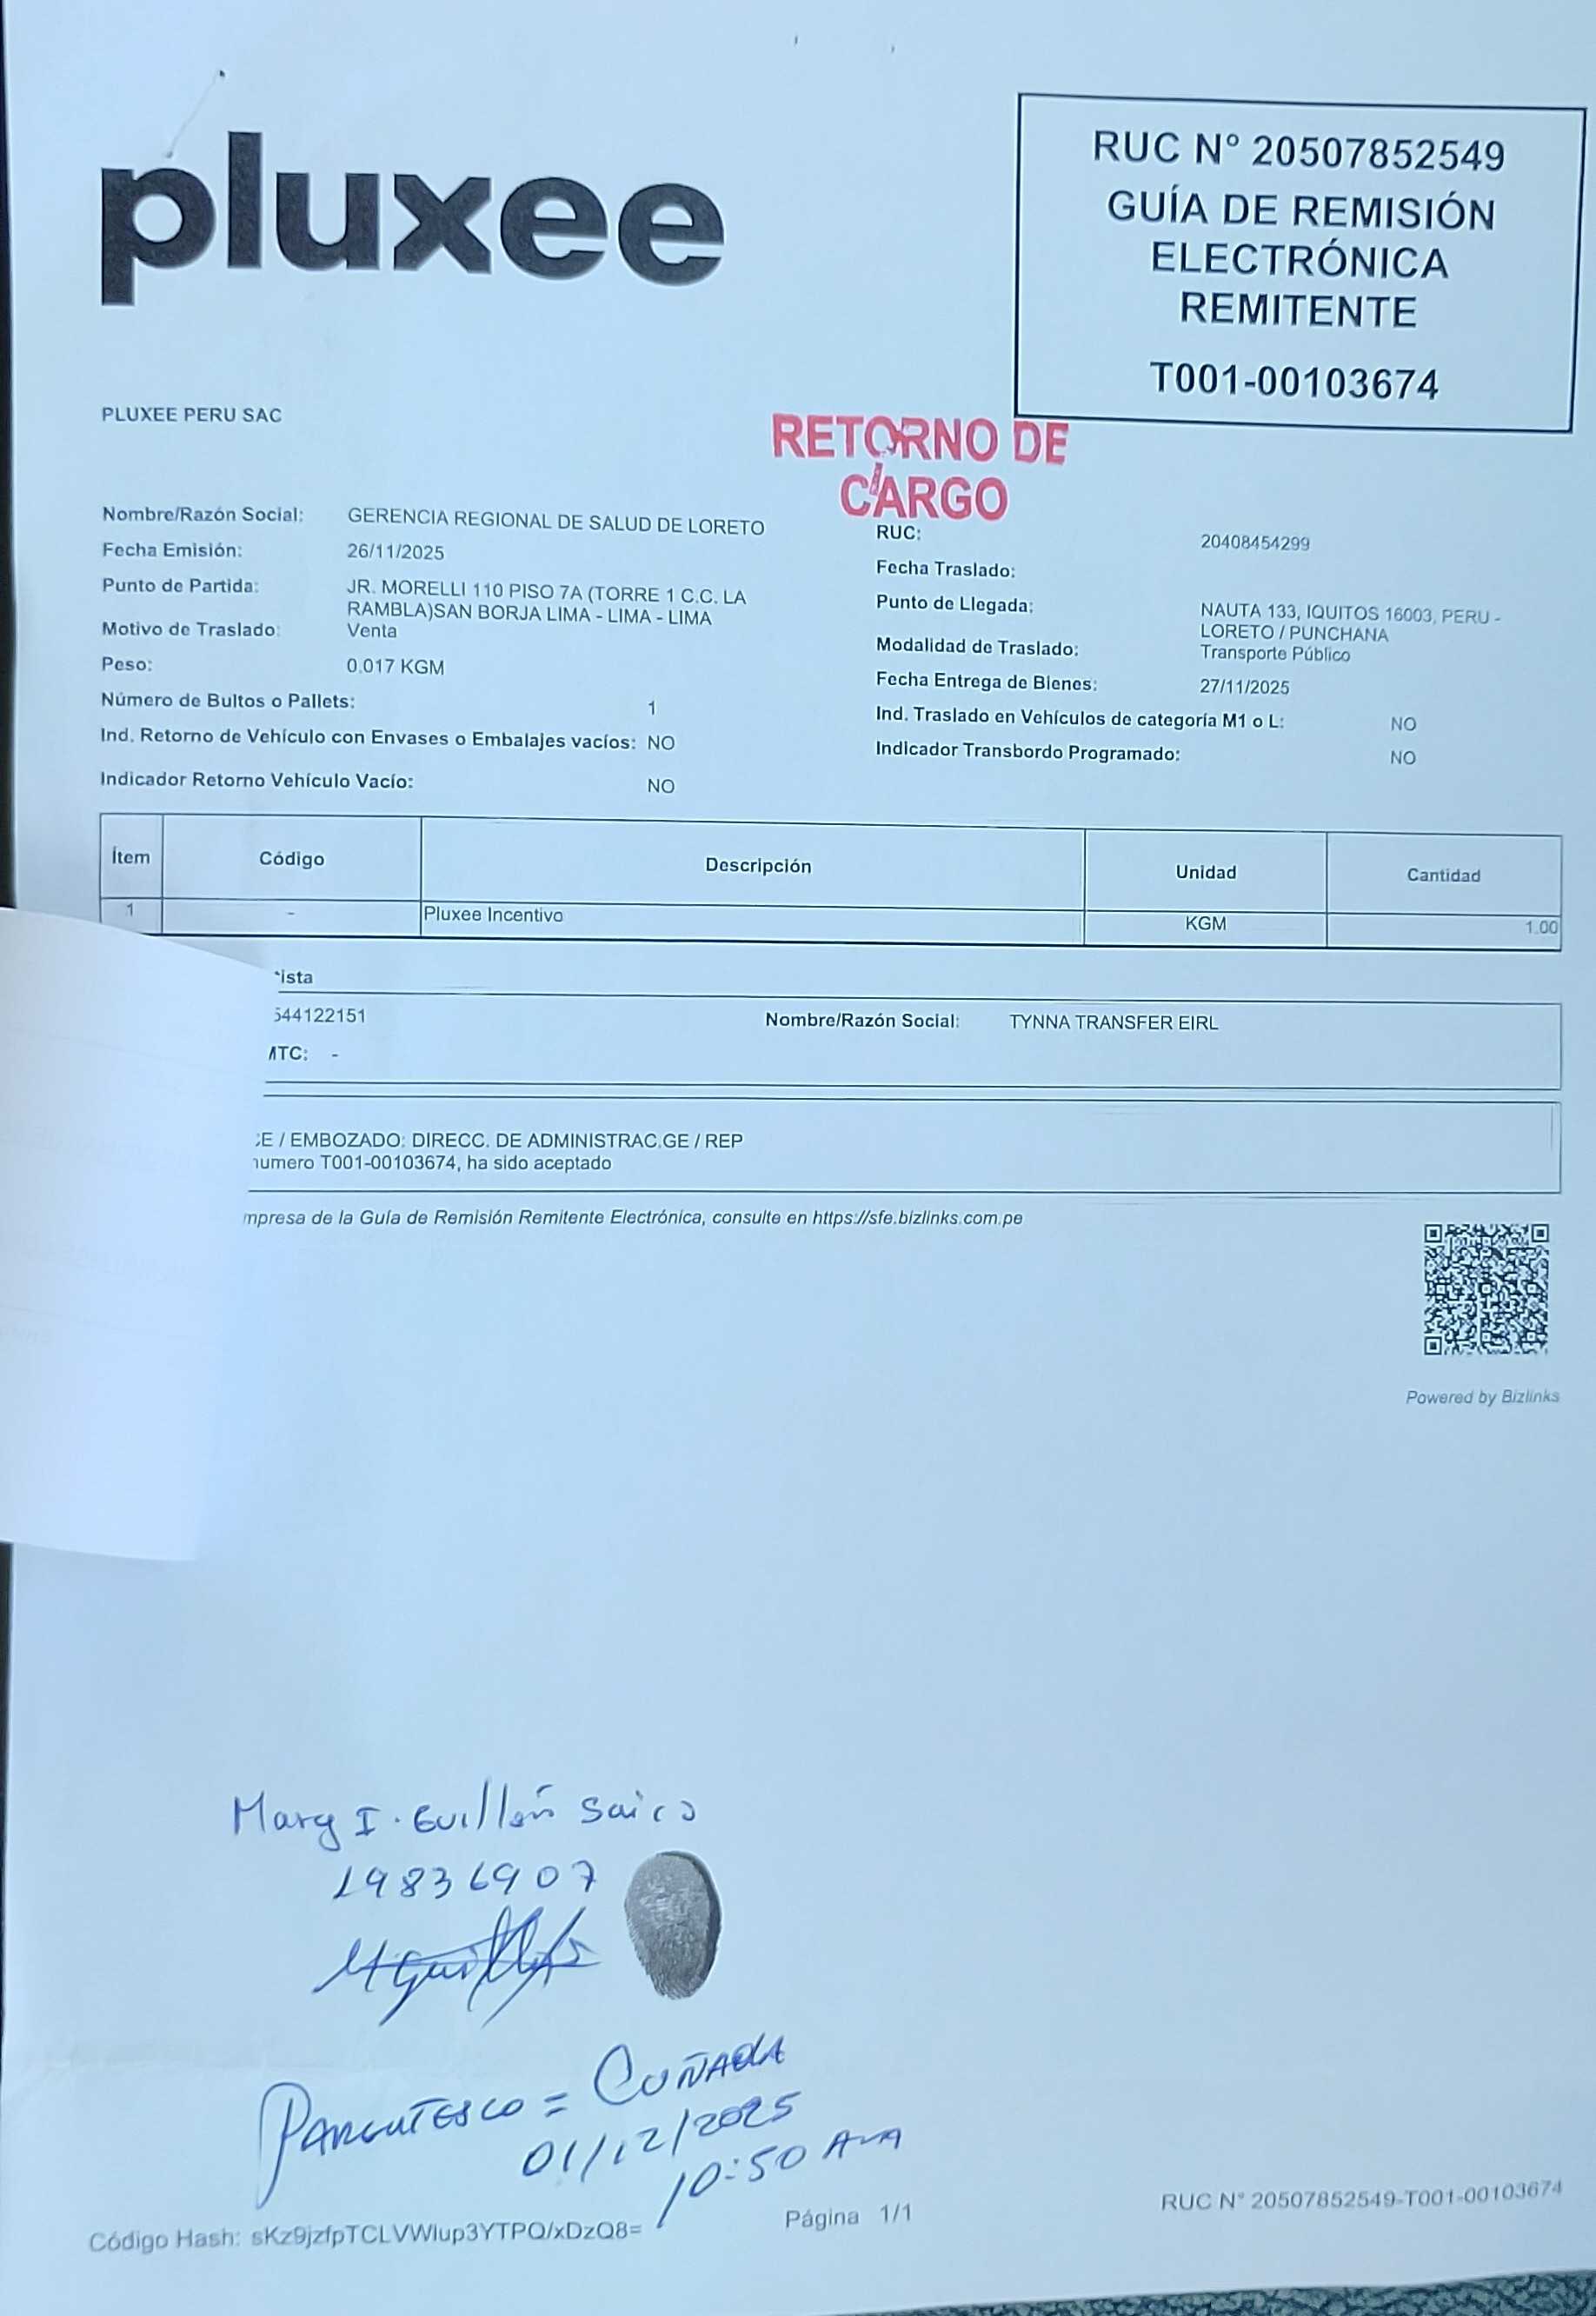 pluxee
RUC N° 20507852549
GUÍA DE REMISIÓN
ELECTRÓNICA
REMITENTE
T001-00103674
PLUXEE PERU SAC
RETORNO DE
CARGO
Nombre/Razón Social: GERENCIA REGIONAL DE SALUD DE LORETO
RUC: 20408454299
Fecha Emisión: 26/11/2025
Fecha Traslado:
Punto de Partida: JR. MORELLI 110 PISO 7A (TORRE 1 C.C. LA
RAMBLA)SAN BORJA LIMA - LIMA - LIMA
Punto de Llegada: NAUTA 133, IQUITOS 16003, PERU -
LORETO / PUNCHANA
Motivo de Traslado: Venta
Modalidad de Traslado: Transporte Público
Peso: 0.017 KGM
Fecha Entrega de Bienes: 27/11/2025
Número de Bultos o Pallets: 1
Ind. Traslado en Vehículos de categoría M1 o L: NO
Ind. Retorno de Vehículo con Envases o Embalajes vacíos: NO
Indicador Transbordo Programado: NO
Indicador Retorno Vehículo Vacío: NO
Ítem Código Descripción Unidad Cantidad
1 - Pluxee Incentivo KGM 1.00
ista
544122151 Nombre/Razón Social: TYNNA TRANSFER EIRL
MTC: -
CE / EMBOZADO: DIRECC. DE ADMINISTRAC.GE / REP
numero T001-00103674, ha sido aceptado
mpresa de la Guía de Remisión Remitente Electrónica, consulte en https://sfe.bizlinks.com.pe
Powered by Bizlinks
Mary I. Guillén Saico
19836907
PARENTESCO = CUÑADA
01/12/2025
10:50 AM
Código Hash: sKz9jzfpTCLVWlup3YTPQ/xDzQ8=
Página 1/1
RUC N° 20507852549-T001-00103674